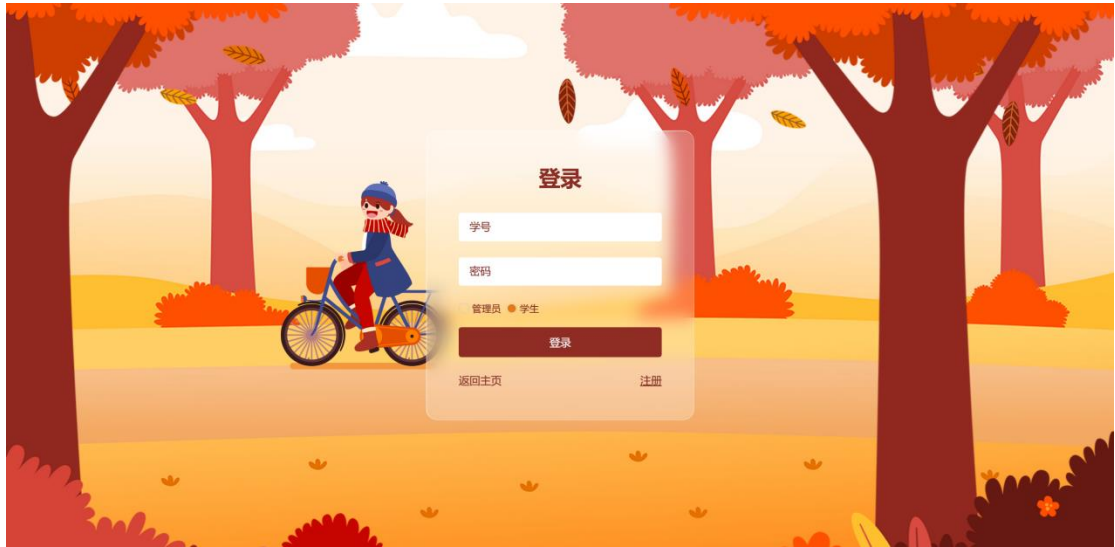 登录
学号
密码
管理员 学生
登录
返回主页 注册